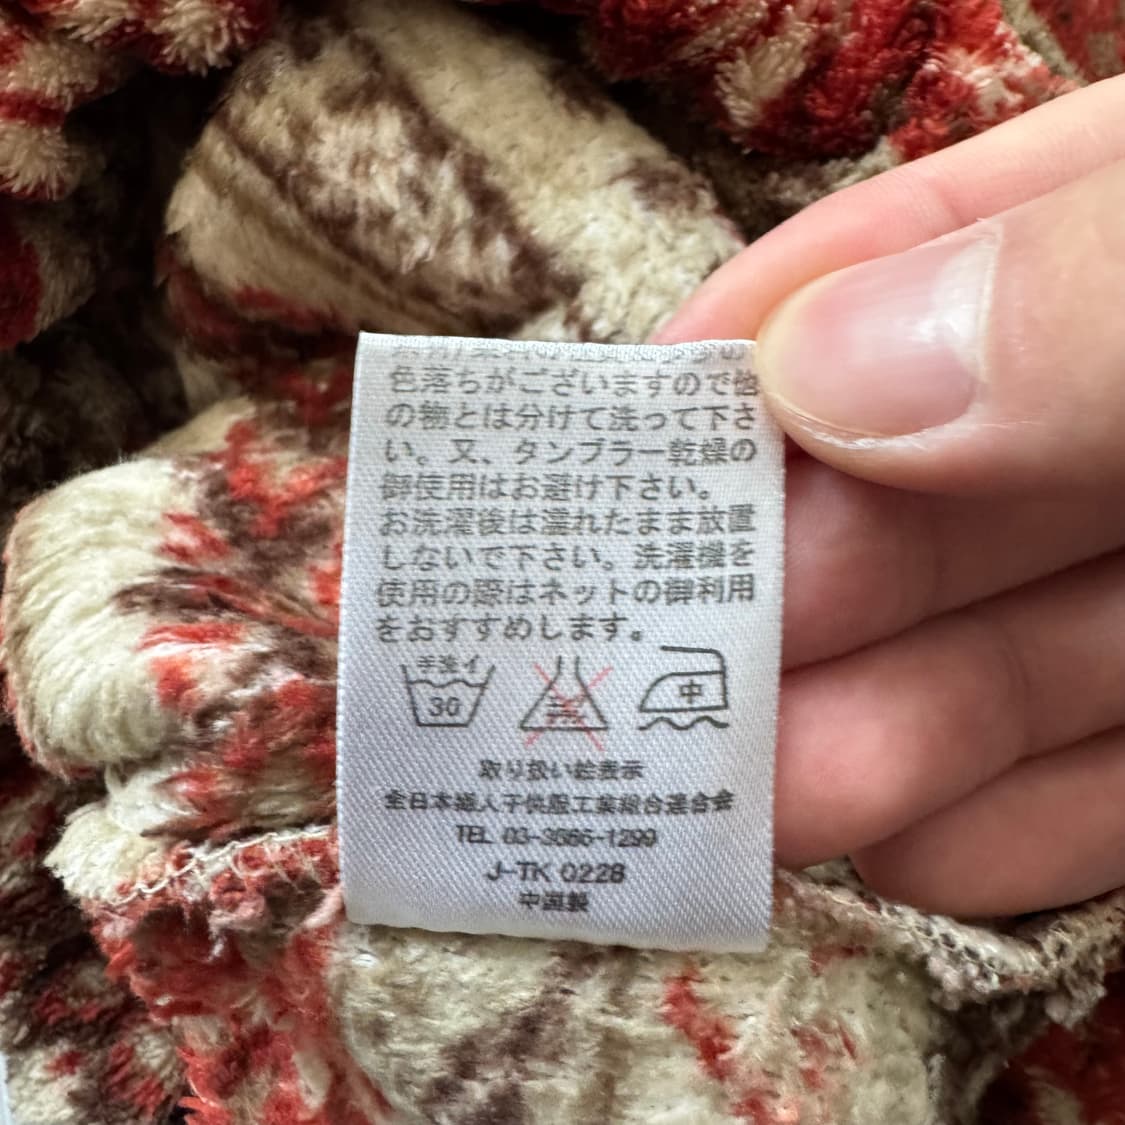 色落ちがございますので他
の物とは分けて洗って下さ
い。又、タンブラー乾燥の
御使用はお避け下さい。
お洗濯後は濡れたまま放置
しないで下さい。洗濯機を
使用の際はネットの御利用
をおすすめします。
手洗イ
30
中
取り扱い絵表示
全日本婦人子供服工業組合連合会
TEL 03-3666-1299
J-TK 0228
中国製